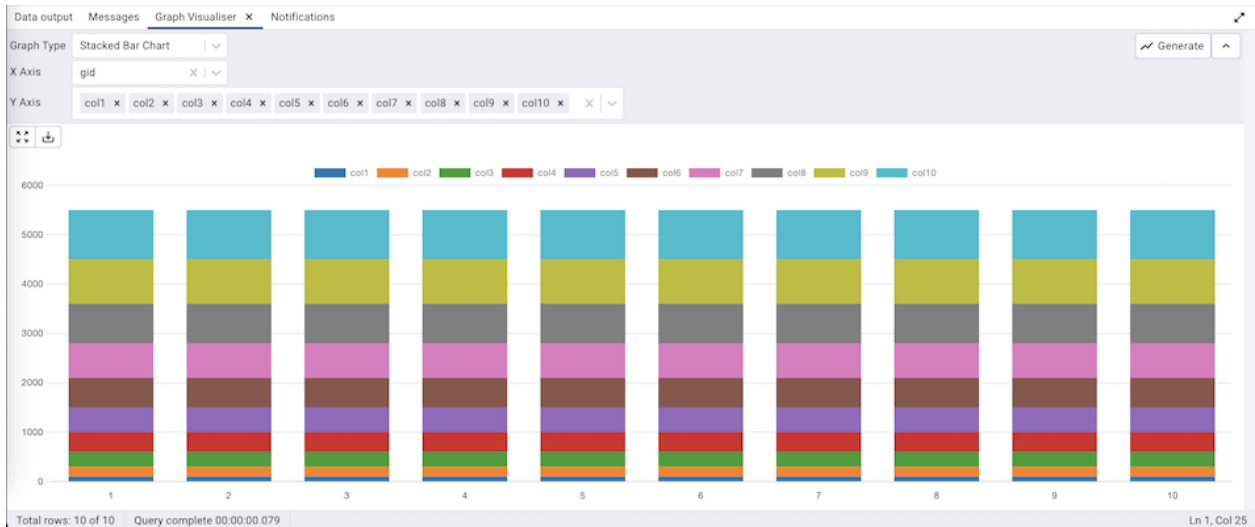 Data output Messages Graph Visualiser × Notifications
Graph Type Stacked Bar Chart Generate
X Axis gid ×
Y Axis col1 × col2 × col3 × col4 × col5 × col6 × col7 × col8 × col9 × col10 × ×
col1 col2 col3 col4 col5 col6 col7 col8 col9 col10
6000
5000
4000
3000
2000
1000
0
1 2 3 4 5 6 7 8 9 10
Total rows: 10 of 10 Query complete 00:00:00.079 Ln 1, Col 25